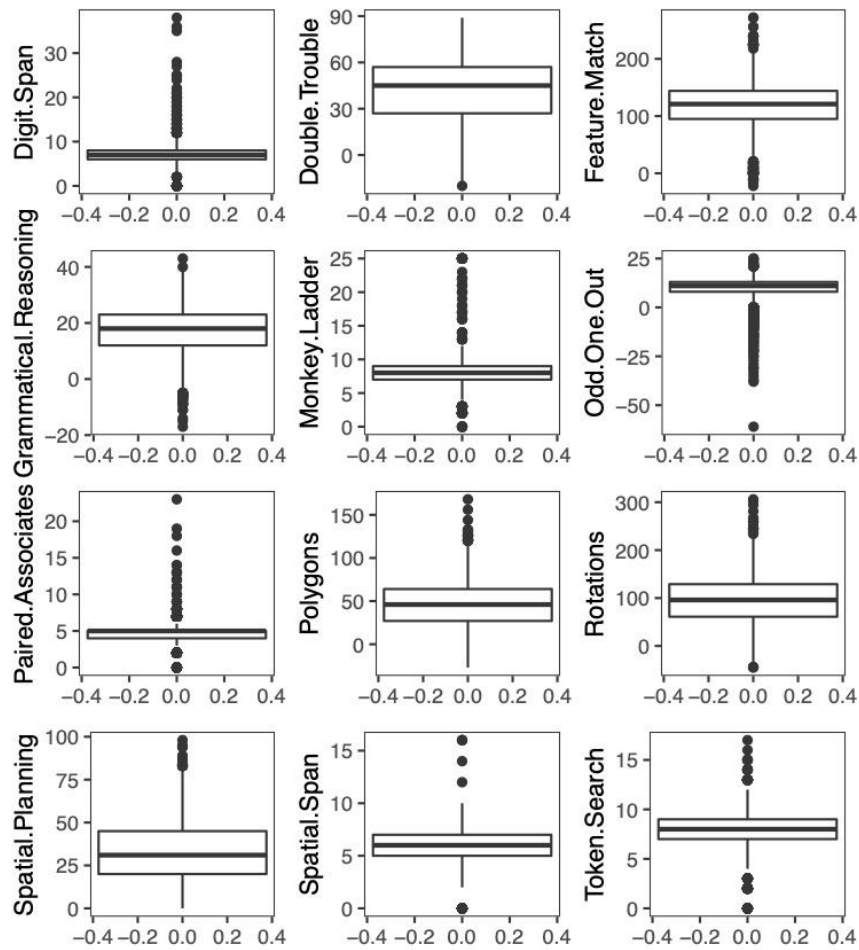 Digit.Span
30
20
10
0
−0.4 −0.2 0.0 0.2 0.4
Double.Trouble
90
60
30
0
−0.4 −0.2 0.0 0.2 0.4
Feature.Match
200
100
0
−0.4 −0.2 0.0 0.2 0.4
Grammatical.Reasoning
40
20
0
−20
−0.4 −0.2 0.0 0.2 0.4
Monkey.Ladder
25
20
15
10
5
0
−0.4 −0.2 0.0 0.2 0.4
Odd.One.Out
25
0
−25
−50
−0.4 −0.2 0.0 0.2 0.4
Paired.Associates
20
15
10
5
0
−0.4 −0.2 0.0 0.2 0.4
Polygons
150
100
50
0
−0.4 −0.2 0.0 0.2 0.4
Rotations
300
200
100
0
−0.4 −0.2 0.0 0.2 0.4
Spatial.Planning
100
75
50
25
0
−0.4 −0.2 0.0 0.2 0.4
Spatial.Span
15
10
5
0
−0.4 −0.2 0.0 0.2 0.4
Token.Search
15
10
5
0
−0.4 −0.2 0.0 0.2 0.4